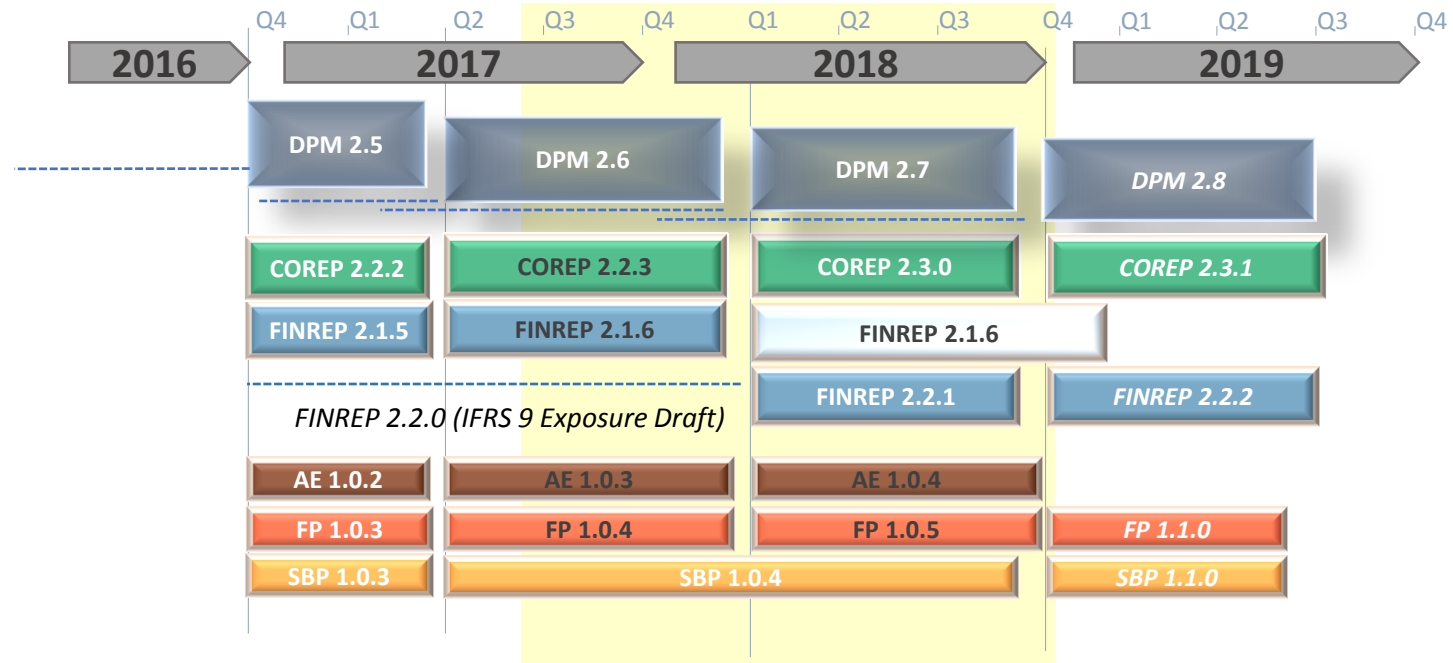 Q4 Q1 Q2 Q3 Q4 Q1 Q2 Q3 Q4 Q1 Q2 Q3 Q4
2016 2017 2018 2019
DPM 2.5 DPM 2.6 DPM 2.7 DPM 2.8
COREP 2.2.2 COREP 2.2.3 COREP 2.3.0 COREP 2.3.1
FINREP 2.1.5 FINREP 2.1.6 FINREP 2.1.6
FINREP 2.2.1 FINREP 2.2.2
FINREP 2.2.0 (IFRS 9 Exposure Draft)
AE 1.0.2 AE 1.0.3 AE 1.0.4
FP 1.0.3 FP 1.0.4 FP 1.0.5 FP 1.1.0
SBP 1.0.3 SBP 1.0.4 SBP 1.1.0